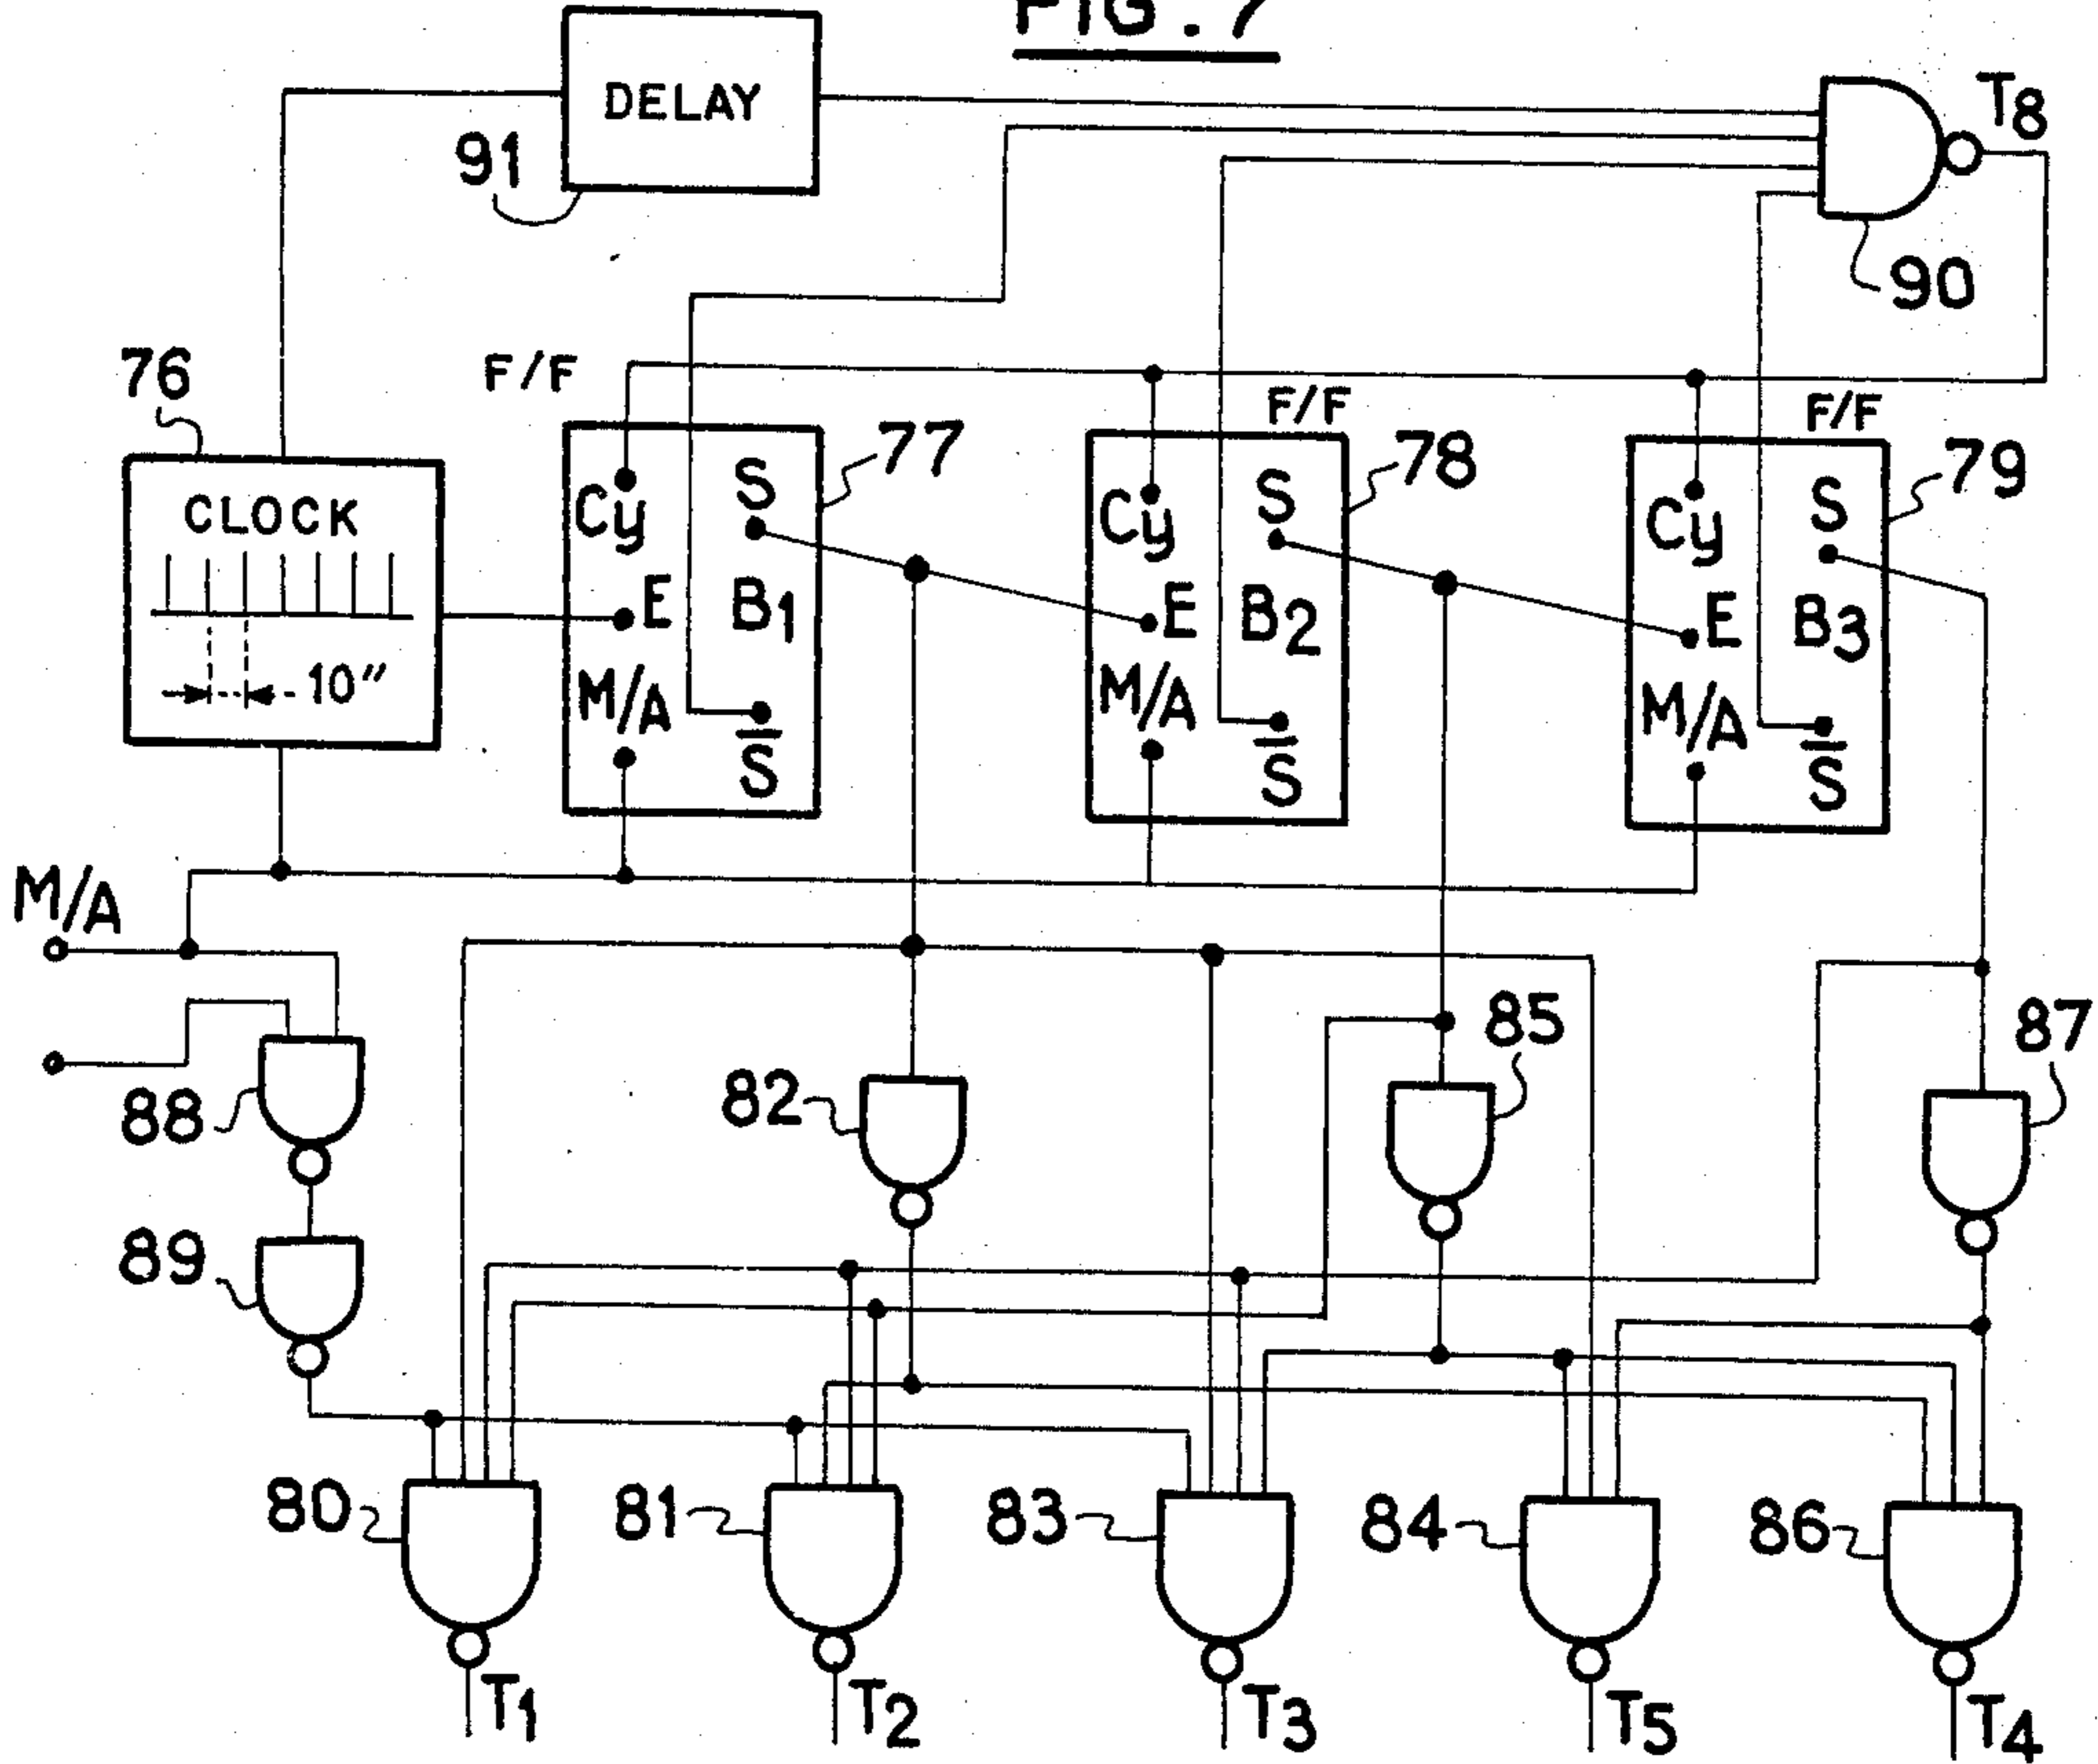 FIG. 7
DELAY
T8
91
90
76
F/F
F/F
F/F
77
78
79
CLOCK
10"
Cy
S
E
B1
M/A
S̅
Cy
S
E
B2
M/A
S̅
Cy
S
E
B3
M/A
S̅
M/A
85
87
82
88
89
80
81
83
84
86
T1
T2
T3
T5
T4